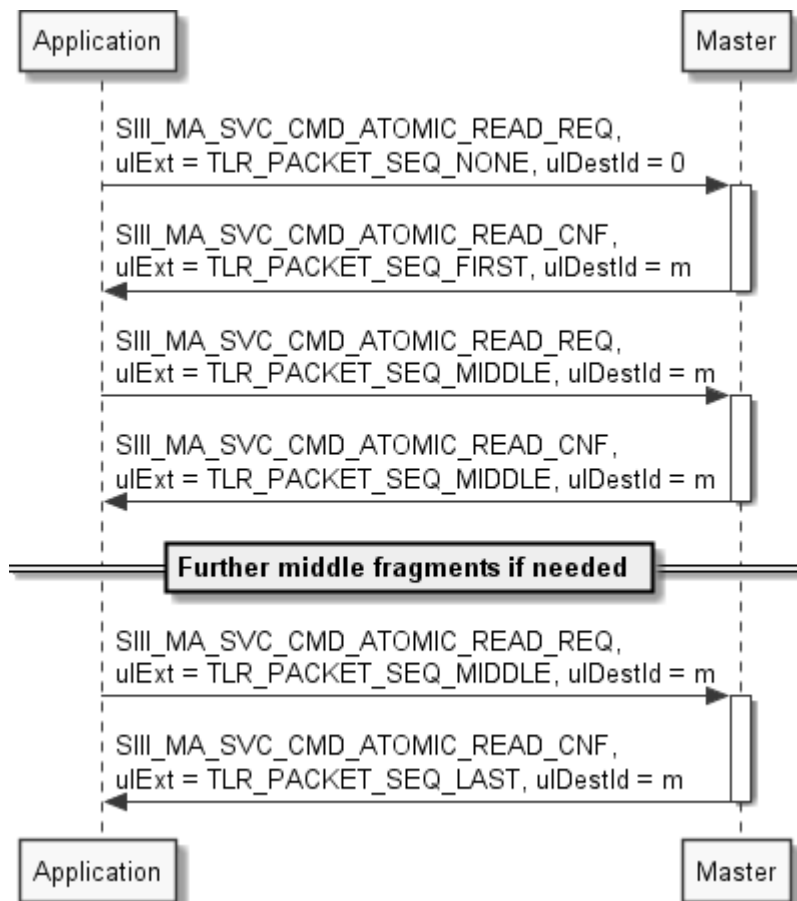 Application
Master
SIII_MA_SVC_CMD_ATOMIC_READ_REQ,
ulExt = TLR_PACKET_SEQ_NONE, ulDestId = 0
SIII_MA_SVC_CMD_ATOMIC_READ_CNF,
ulExt = TLR_PACKET_SEQ_FIRST, ulDestId = m
SIII_MA_SVC_CMD_ATOMIC_READ_REQ,
ulExt = TLR_PACKET_SEQ_MIDDLE, ulDestId = m
SIII_MA_SVC_CMD_ATOMIC_READ_CNF,
ulExt = TLR_PACKET_SEQ_MIDDLE, ulDestId = m
Further middle fragments if needed
SIII_MA_SVC_CMD_ATOMIC_READ_REQ,
ulExt = TLR_PACKET_SEQ_MIDDLE, ulDestId = m
SIII_MA_SVC_CMD_ATOMIC_READ_CNF,
ulExt = TLR_PACKET_SEQ_LAST, ulDestId = m
Application
Master